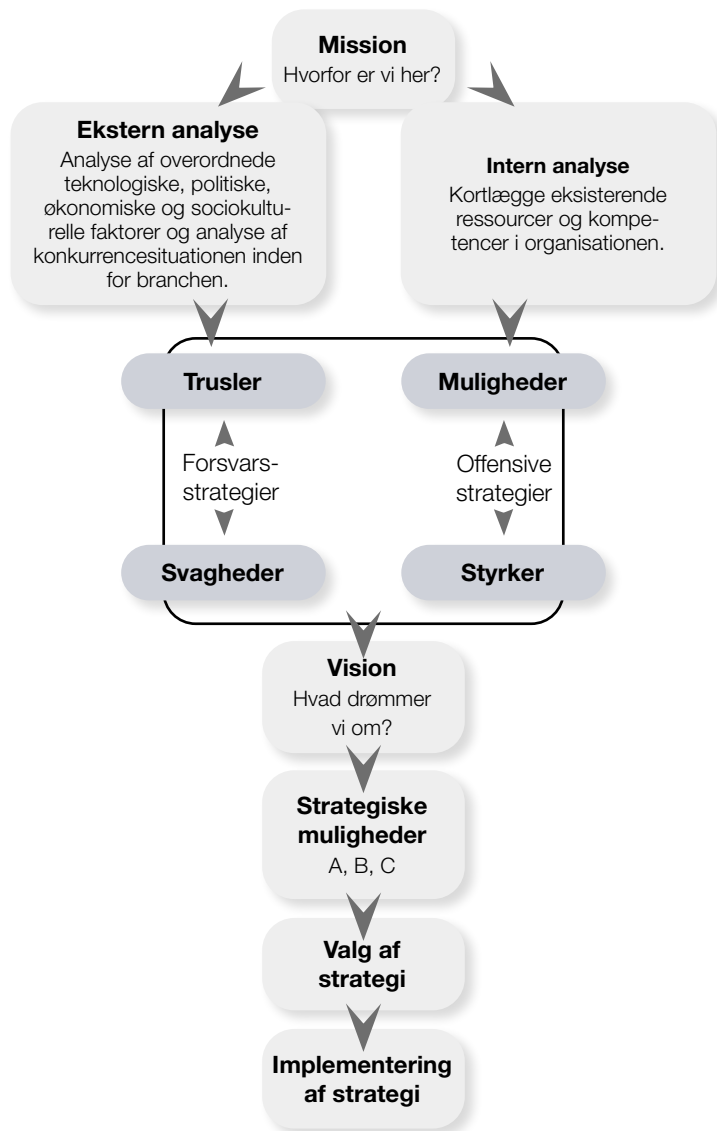 Mission
Hvorfor er vi her?
Ekstern analyse
Analyse af overordnede
teknologiske, politiske,
økonomiske og sociokultu-
relle faktorer og analyse af
konkurrencesituationen inden
for branchen.
Intern analyse
Kortlægge eksisterende
ressourcer og kompe-
tencer i organisationen.
Trusler
Muligheder
Forsvars-
strategier
Offensive
strategier
Svagheder
Styrker
Vision
Hvad drømmer
vi om?
Strategiske
muligheder
A, B, C
Valg af
strategi
Implementering
af strategi